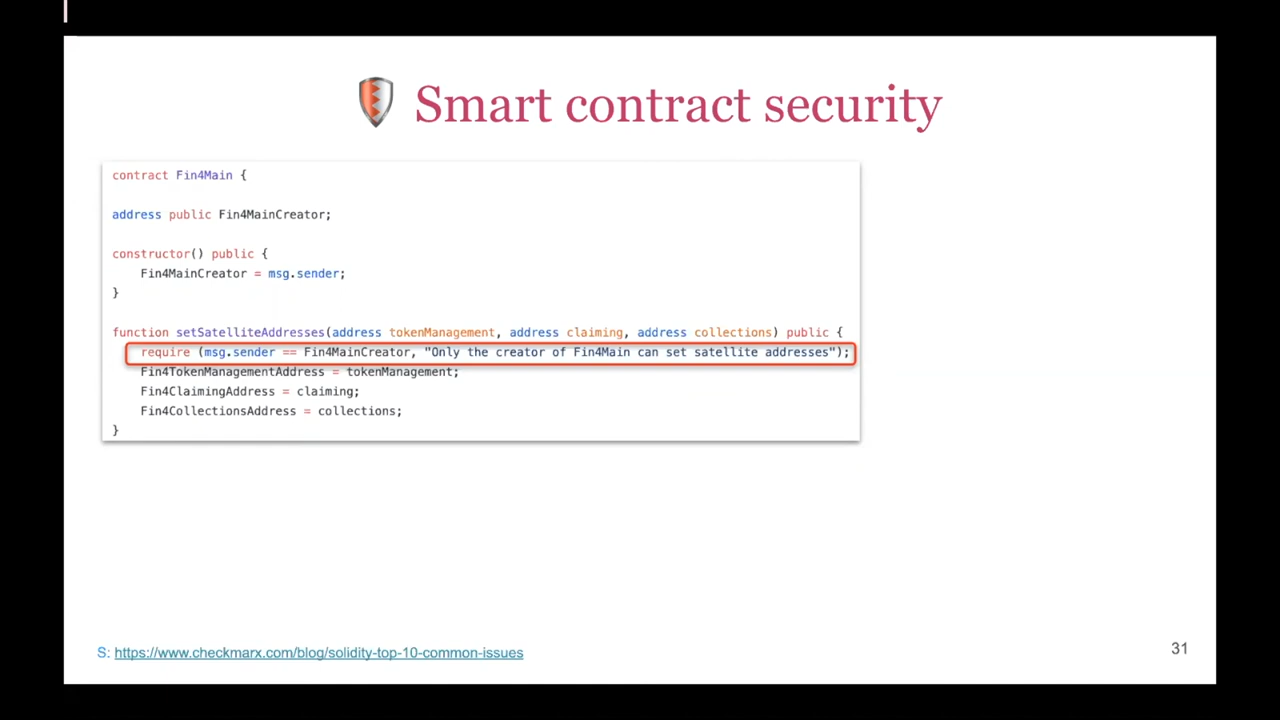 Smart contract security
contract Fin4Main {
address public Fin4MainCreator;
constructor() public {
Fin4MainCreator = msg.sender;
}
function setSatelliteAddresses(address tokenManagement, address claiming, address collections) public {
require (msg.sender == Fin4MainCreator, "Only the creator of Fin4Main can set satellite addresses");
Fin4TokenManagementAddress = tokenManagement;
Fin4ClaimingAddress = claiming;
Fin4CollectionsAddress = collections;
}
S: https://www.checkmarx.com/blog/solidity-top-10-common-issues
31